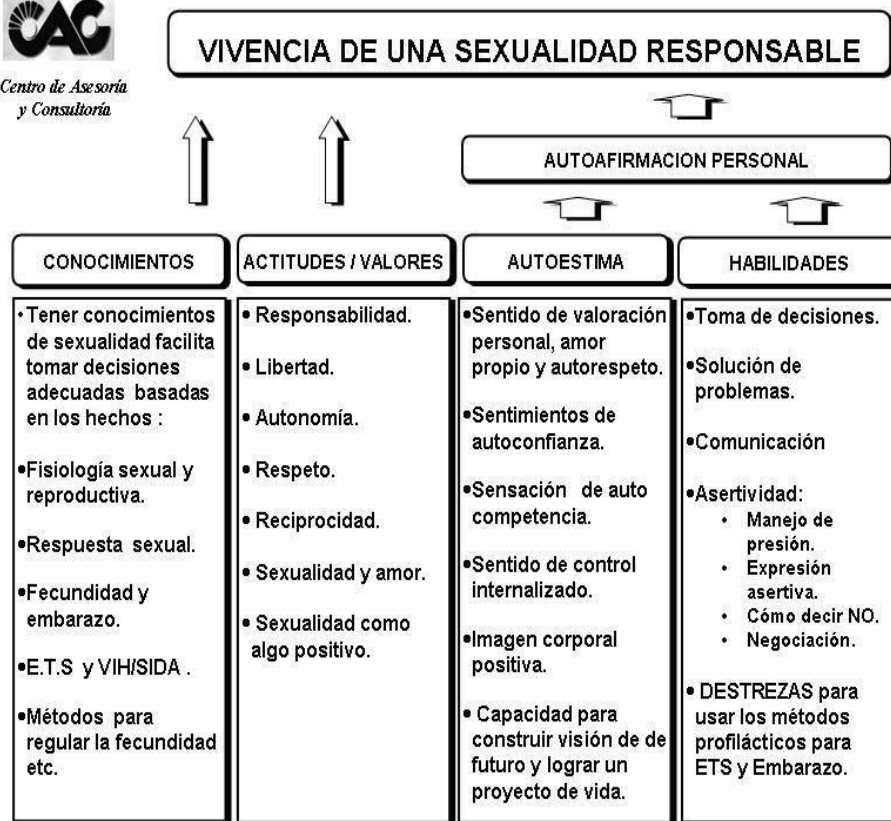 CAC
Centro de Asesoría
y Consultoría
VIVENCIA DE UNA SEXUALIDAD RESPONSABLE
AUTOAFIRMACION PERSONAL
CONOCIMIENTOS
•Tener conocimientos
de sexualidad facilita
tomar decisiones
adecuadas basadas
en los hechos :
•Fisiología sexual y
reproductiva.
•Respuesta sexual.
•Fecundidad y
embarazo.
•E.T.S y VIH/SIDA .
•Métodos para
regular la fecundidad
etc.
ACTITUDES / VALORES
• Responsabilidad.
• Libertad.
• Autonomía.
• Respeto.
• Reciprocidad.
• Sexualidad y amor.
• Sexualidad como
algo positivo.
AUTOESTIMA
•Sentido de valoración
personal, amor
propio y autorespeto.
•Sentimientos de
autoconfianza.
•Sensación de auto
competencia.
•Sentido de control
internalizado.
•Imagen corporal
positiva.
• Capacidad para
construir visión de de
futuro y lograr un
proyecto de vida.
HABILIDADES
•Toma de decisiones.
•Solución de
problemas.
•Comunicación
•Asertividad:
• Manejo de
presión.
• Expresión
asertiva.
• Cómo decir NO.
• Negociación.
• DESTREZAS para
usar los métodos
profilácticos para
ETS y Embarazo.